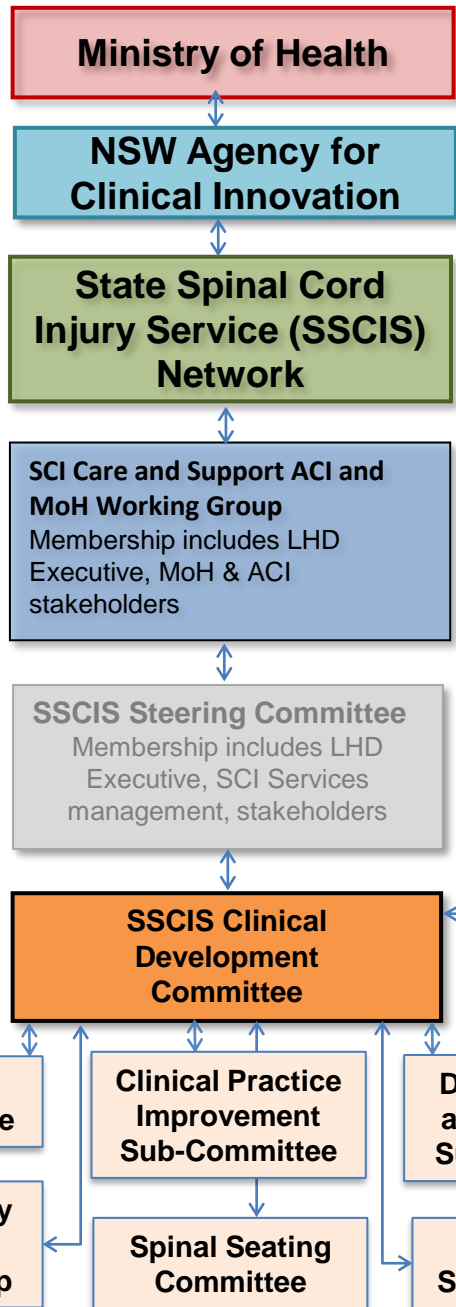 Ministry of Health
NSW Agency for
Clinical Innovation
State Spinal Cord
Injury Service (SSCIS)
Network
SCI Care and Support ACI and
MoH Working Group
Membership includes LHD
Executive, MoH & ACI
stakeholders
SSCIS Steering Committee
Membership includes LHD
Executive, SCI Services
management, stakeholders
SSCIS Clinical
Development
Committee
Clinical Practice
Improvement
Sub-Committee
Spinal Seating
Committee